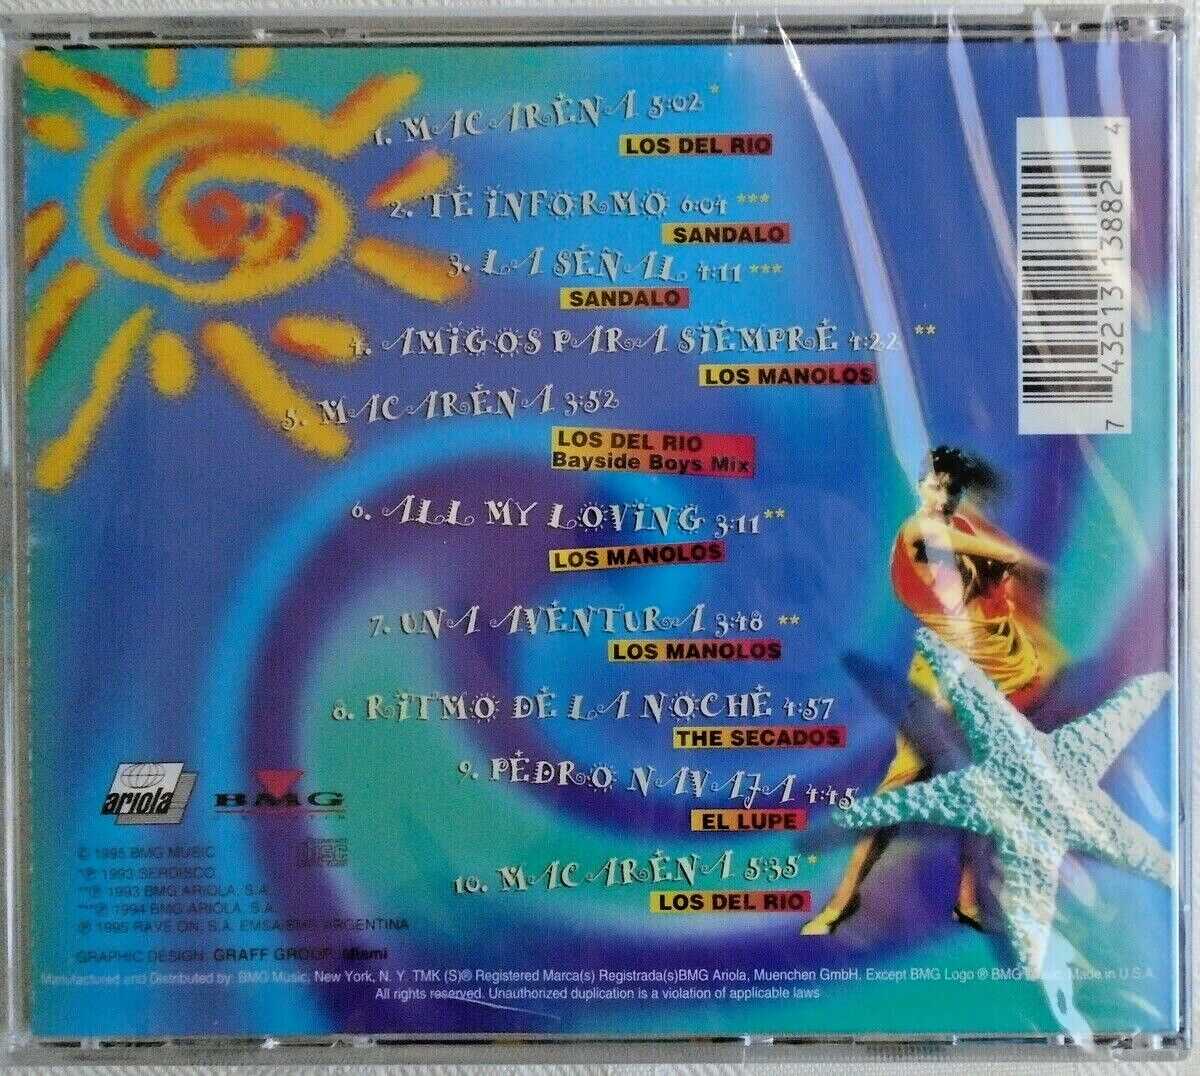 1. MACARENA 5:02 *
LOS DEL RIO
2. TE INFORMO 6:04 ***
SANDALO
3. LA SEÑAL 4:11 ***
SANDALO
4. AMIGOS PARA SIEMPRE 4:22 **
LOS MANOLOS
5. MACARENA 3:52
LOS DEL RIO
Bayside Boys Mix
6. ALL MY LOVING 3:11 **
LOS MANOLOS
7. UNA AVENTURA 3:48 **
LOS MANOLOS
8. RITMO DE LA NOCHE 4:57
THE SECADOS
9. PEDRO NAVAJA 4:45
EL LUPE
10. MACARENA 5:35 *
LOS DEL RIO
7 43213 13882 4
ariola
BMG
© 1995 BMG MUSIC
*℗ 1993 SERDISCO
**℗ 1993 BMG ARIOLA, S.A.
***℗ 1994 BMG ARIOLA, S.A.
℗ 1995 RAVE ON, S.A. ARGENTINA
GRAPHIC DESIGN: GRAFF GROUP, Miami
Manufactured and Distributed by: BMG Music, New York, N. Y. TMK (S)® Registered Marca(s) Registrada(s)BMG Ariola, Muenchen GmbH. Except BMG Logo ® BMG Music. Made in U.S.A.
All rights reserved. Unauthorized duplication is a violation of applicable laws